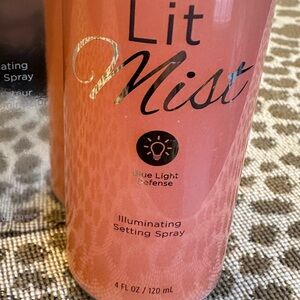 Lit
Mist
Blue Light
Defense
Illuminating
Setting Spray
4 FL OZ / 120 mL
ating
Spray